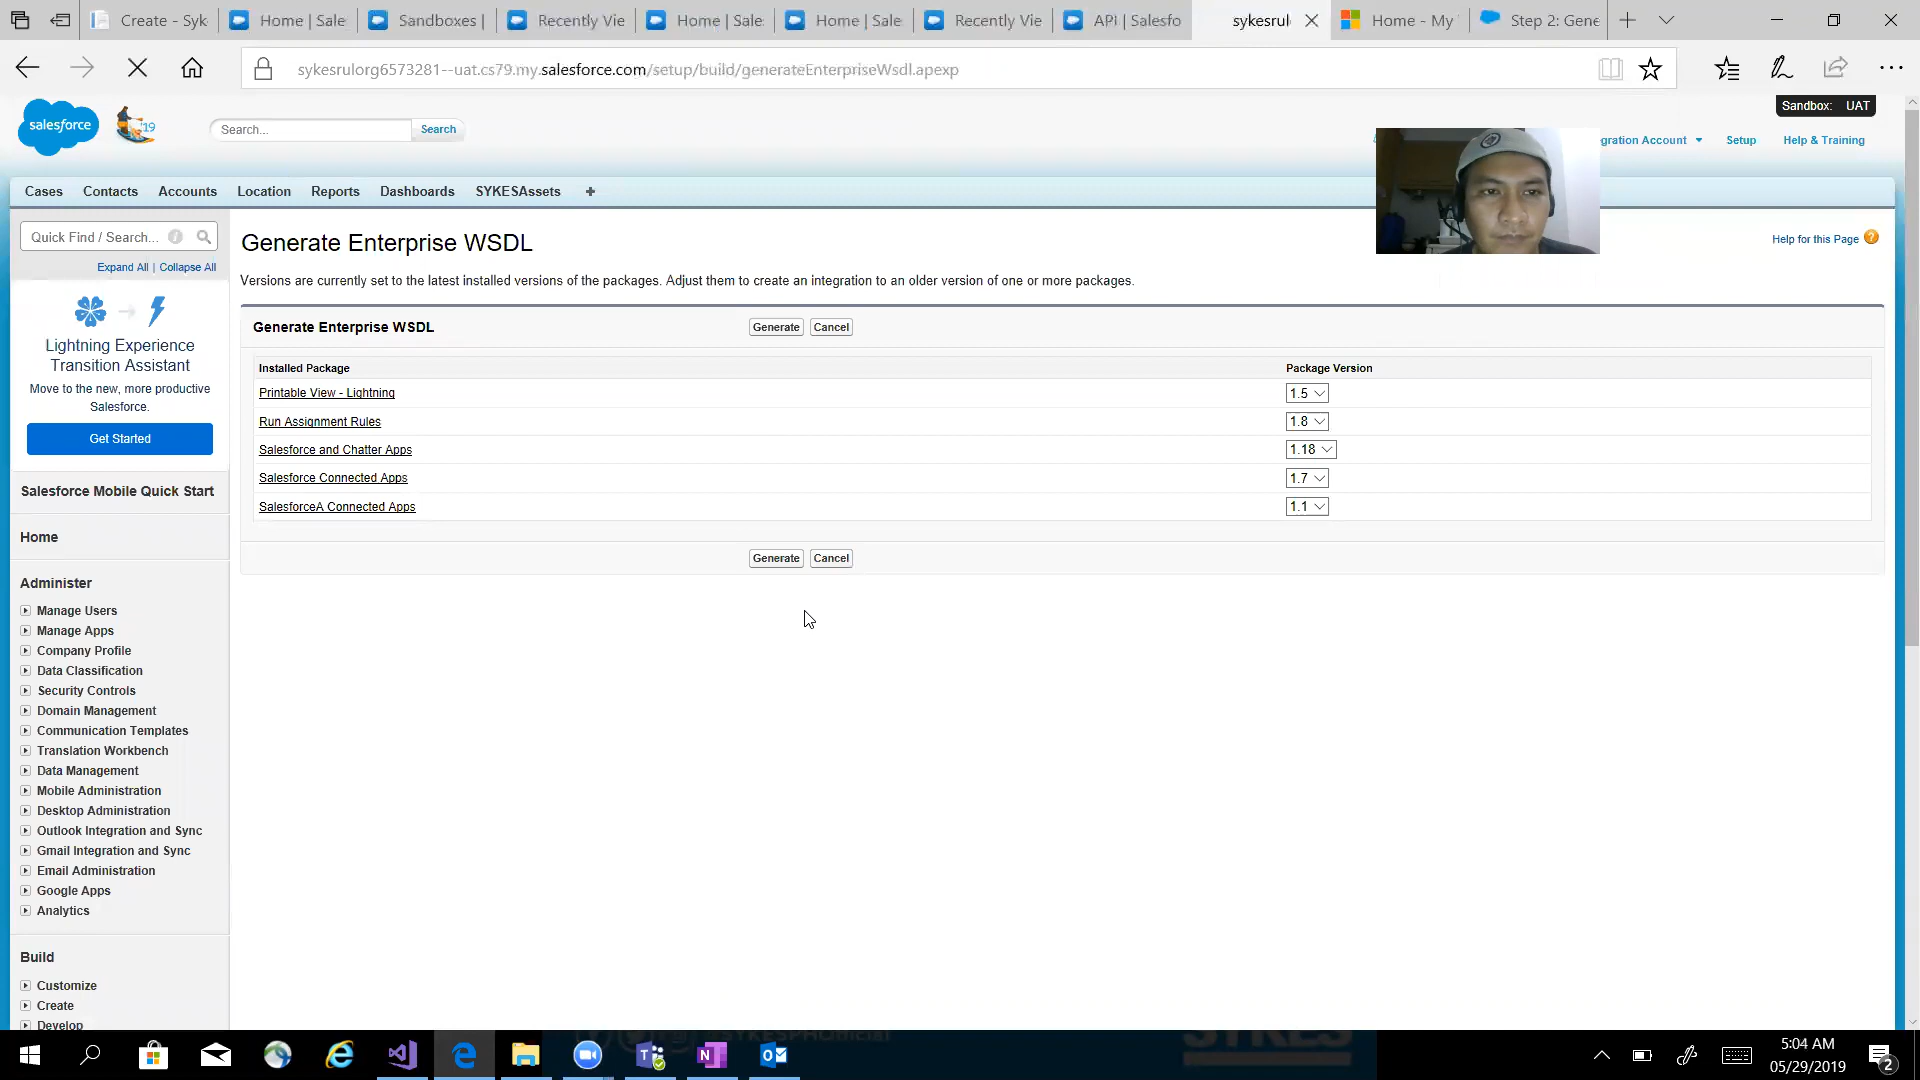 Create - Syk
Home | Sale
Sandboxes |
Recently Vie
Home | Sale
Home | Sale
Recently Vie
API | Salesfo
sykesrul
Home - My
Step 2: Gene
sykesrulorg6573281--uat.cs79.my.salesforce.com/setup/build/generateEnterpriseWsdl.apexp
salesforce
'19
Search...
Search
Sandbox: UAT
gration Account
Setup
Help & Training
Cases
Contacts
Accounts
Location
Reports
Dashboards
SYKESAssets
Quick Find / Search...
Expand All | Collapse All
Lightning Experience
Transition Assistant
Move to the new, more productive
Salesforce.
Get Started
Salesforce Mobile Quick Start
Home
Administer
Manage Users
Manage Apps
Company Profile
Data Classification
Security Controls
Domain Management
Communication Templates
Translation Workbench
Data Management
Mobile Administration
Desktop Administration
Outlook Integration and Sync
Gmail Integration and Sync
Email Administration
Google Apps
Analytics
Build
Customize
Create
Develop
Generate Enterprise WSDL
Help for this Page
Versions are currently set to the latest installed versions of the packages. Adjust them to create an integration to an older version of one or more packages.
Generate Enterprise WSDL
Generate
Cancel
Installed Package
Package Version
Printable View - Lightning
1.5
Run Assignment Rules
1.8
Salesforce and Chatter Apps
1.18
Salesforce Connected Apps
1.7
SalesforceA Connected Apps
1.1
Generate
Cancel
5:04 AM
05/29/2019
2